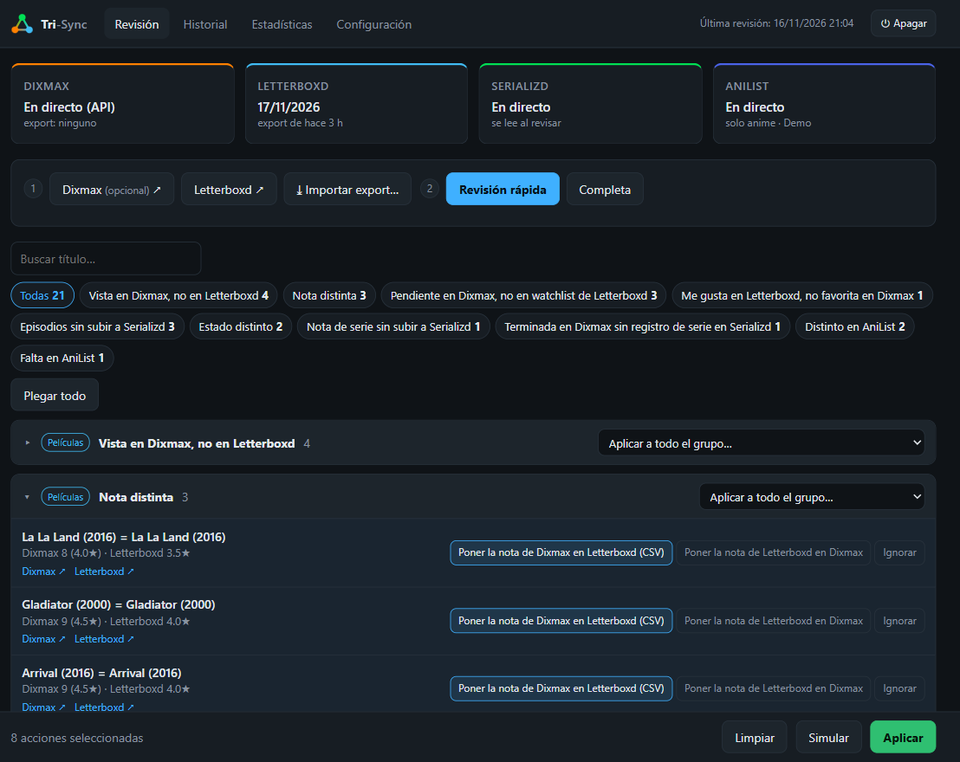 Tri-Sync Revisión Historial Estadísticas Configuración Última revisión: 16/11/2026 21:04 Apagar
DIXMAX
En directo (API)
export: ninguno
LETTERBOXD
17/11/2026
export de hace 3 h
SERIALIZD
En directo
se lee al revisar
ANILIST
En directo
solo anime · Demo
1 Dixmax (opcional) ↗ Letterboxd ↗ ⤓ Importar export... 2 Revisión rápida Completa
Buscar título...
Todas 21 Vista en Dixmax, no en Letterboxd 4 Nota distinta 3 Pendiente en Dixmax, no en watchlist de Letterboxd 3 Me gusta en Letterboxd, no favorita en Dixmax 1
Episodios sin subir a Serializd 3 Estado distinto 2 Nota de serie sin subir a Serializd 1 Terminada en Dixmax sin registro de serie en Serializd 1 Distinto en AniList 2
Falta en AniList 1
Plegar todo
▸ Películas Vista en Dixmax, no en Letterboxd 4 Aplicar a todo el grupo...
▾ Películas Nota distinta 3 Aplicar a todo el grupo...
La La Land (2016) = La La Land (2016)
Dixmax 8 (4.0★) · Letterboxd 3.5★
Dixmax ↗ Letterboxd ↗
Poner la nota de Dixmax en Letterboxd (CSV) Poner la nota de Letterboxd en Dixmax Ignorar
Gladiator (2000) = Gladiator (2000)
Dixmax 9 (4.5★) · Letterboxd 4.0★
Dixmax ↗ Letterboxd ↗
Poner la nota de Dixmax en Letterboxd (CSV) Poner la nota de Letterboxd en Dixmax Ignorar
Arrival (2016) = Arrival (2016)
Dixmax 9 (4.5★) · Letterboxd 4.0★
Dixmax ↗ Letterboxd ↗
Poner la nota de Dixmax en Letterboxd (CSV) Poner la nota de Letterboxd en Dixmax Ignorar
8 acciones seleccionadas Limpiar Simular Aplicar